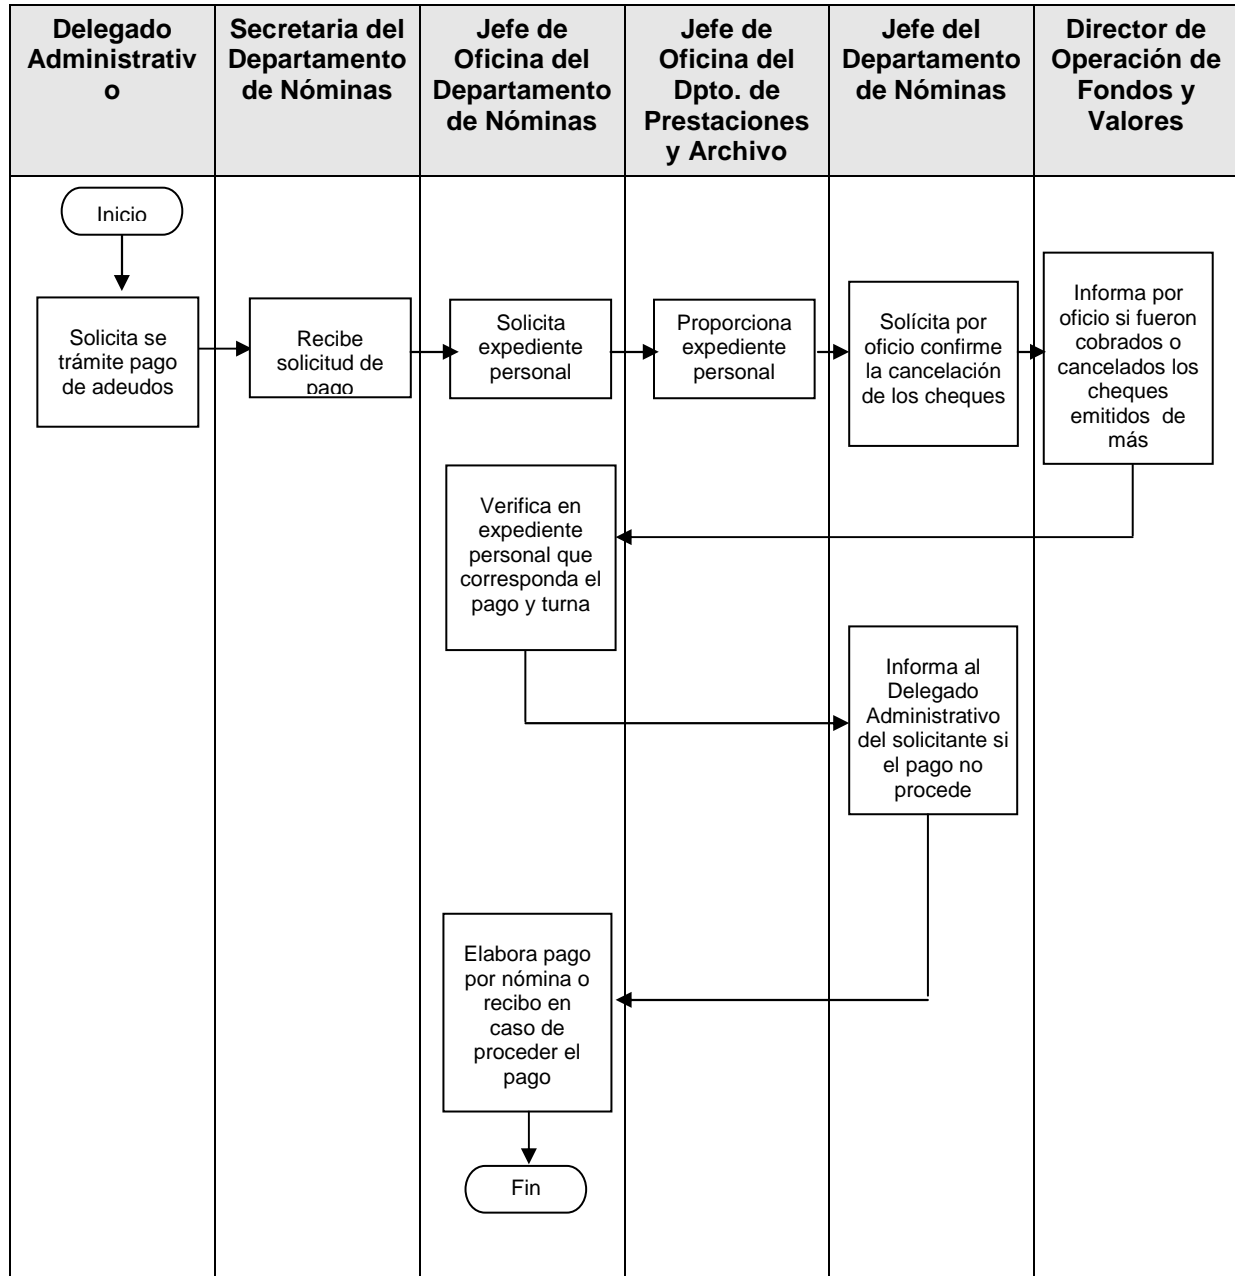 Delegado
Administrativ
o
Secretaria del
Departamento
de Nóminas
Jefe de
Oficina del
Departamento
de Nóminas
Jefe de
Oficina del
Dpto. de
Prestaciones
y Archivo
Jefe del
Departamento
de Nóminas
Director de
Operación de
Fondos y
Valores
Inicio
Solicita se
trámite pago
de adeudos
Recibe
solicitud de
pago
Solicita
expediente
personal
Proporciona
expediente
personal
Solícita por
oficio confirme
la cancelación
de los cheques
Informa por
oficio si fueron
cobrados o
cancelados los
cheques
emitidos de
más
Verifica en
expediente
personal que
corresponda el
pago y turna
Informa al
Delegado
Administrativo
del solicitante si
el pago no
procede
Elabora pago
por nómina o
recibo en
caso de
proceder el
pago
Fin